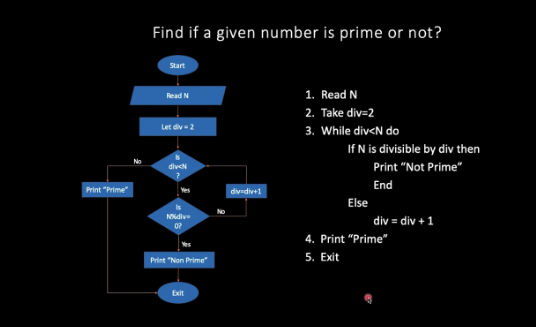 Find if a given number is prime or not?
Start
Read N
Let div = 2
Is
div<N
?
No
Yes
Print "Prime"
div=div+1
Is
N%div=
0?
No
Yes
Print "Non Prime"
Exit
1. Read N
2. Take div=2
3. While div<N do
If N is divisible by div then
Print "Not Prime"
End
Else
div = div + 1
4. Print "Prime"
5. Exit